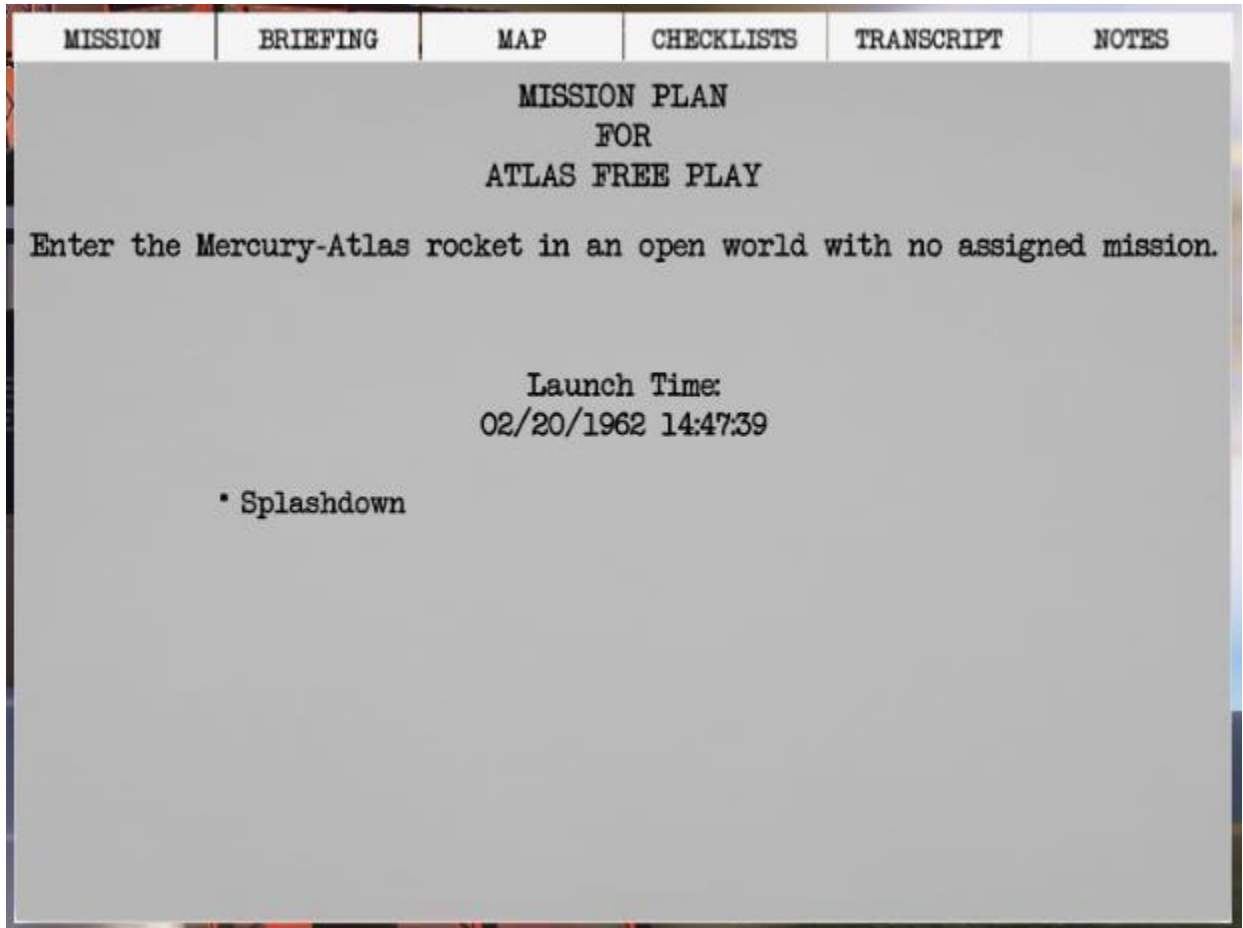 MISSION BRIEFING MAP CHECKLISTS TRANSCRIPT NOTES
MISSION PLAN
FOR
ATLAS FREE PLAY
Enter the Mercury-Atlas rocket in an open world with no assigned mission.
Launch Time:
02/20/1962 14:47:39
• Splashdown